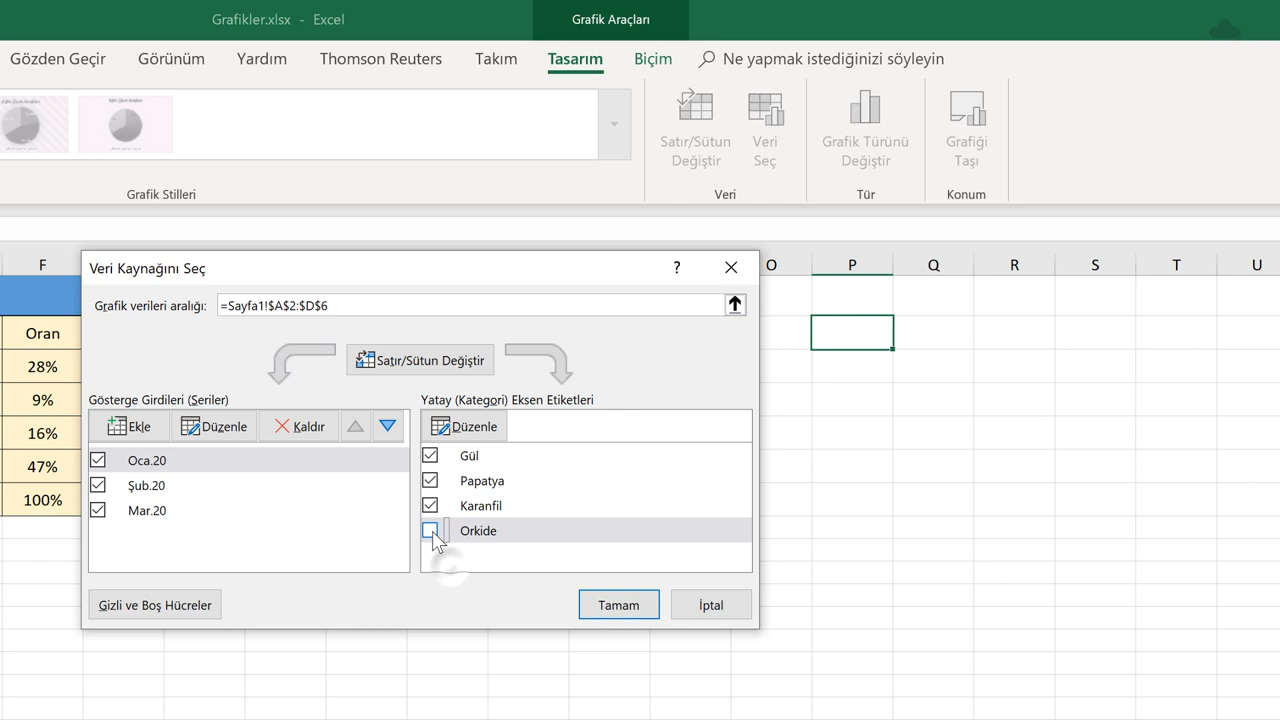 Grafikler.xlsx - Excel
Grafik Araçları
Gözden Geçir Görünüm Yardım Thomson Reuters Takım Tasarım Biçim Ne yapmak istediğinizi söyleyin
Satır/Sütun Değiştir
Veri Seç
Grafik Türünü Değiştir
Grafiği Taşı
Grafik Stilleri Veri Tür Konum
F O P Q R S T U
Veri Kaynağını Seç ?
Grafik verileri aralığı: =Sayfa1!$A$2:$D$6
Oran
28%
9%
16%
47%
100%
Satır/Sütun Değiştir
Gösterge Girdileri (Seriler)
Ekle Düzenle Kaldır
Oca.20
Şub.20
Mar.20
Yatay (Kategori) Eksen Etiketleri
Düzenle
Gül
Papatya
Karanfil
Orkide
Gizli ve Boş Hücreler Tamam İptal